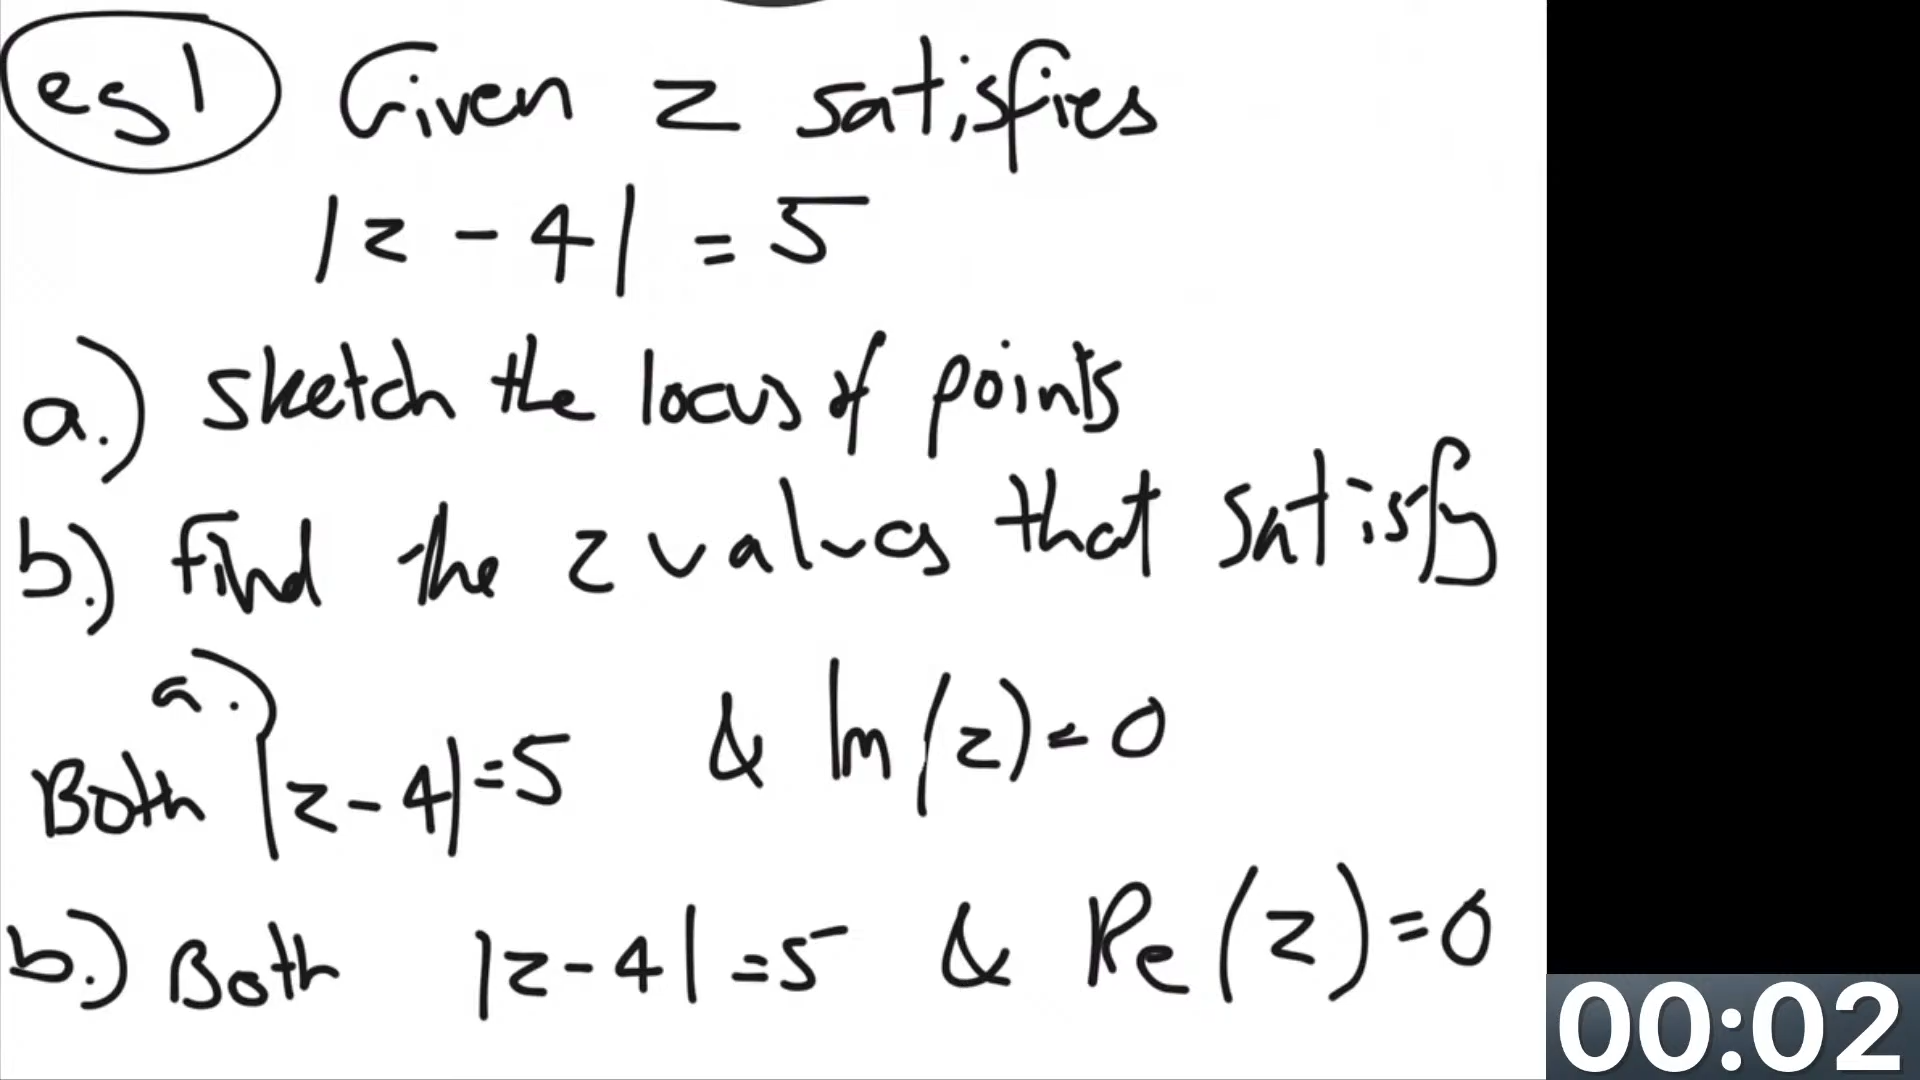 eg1 Given z satisfies
|z - 4| = 5
a.) sketch the locus of points
b.) find the z values that satisfy
a.)
Both |z - 4| = 5 & Im(z) = 0
b.) Both |z - 4| = 5 & Re(z) = 0
00:02